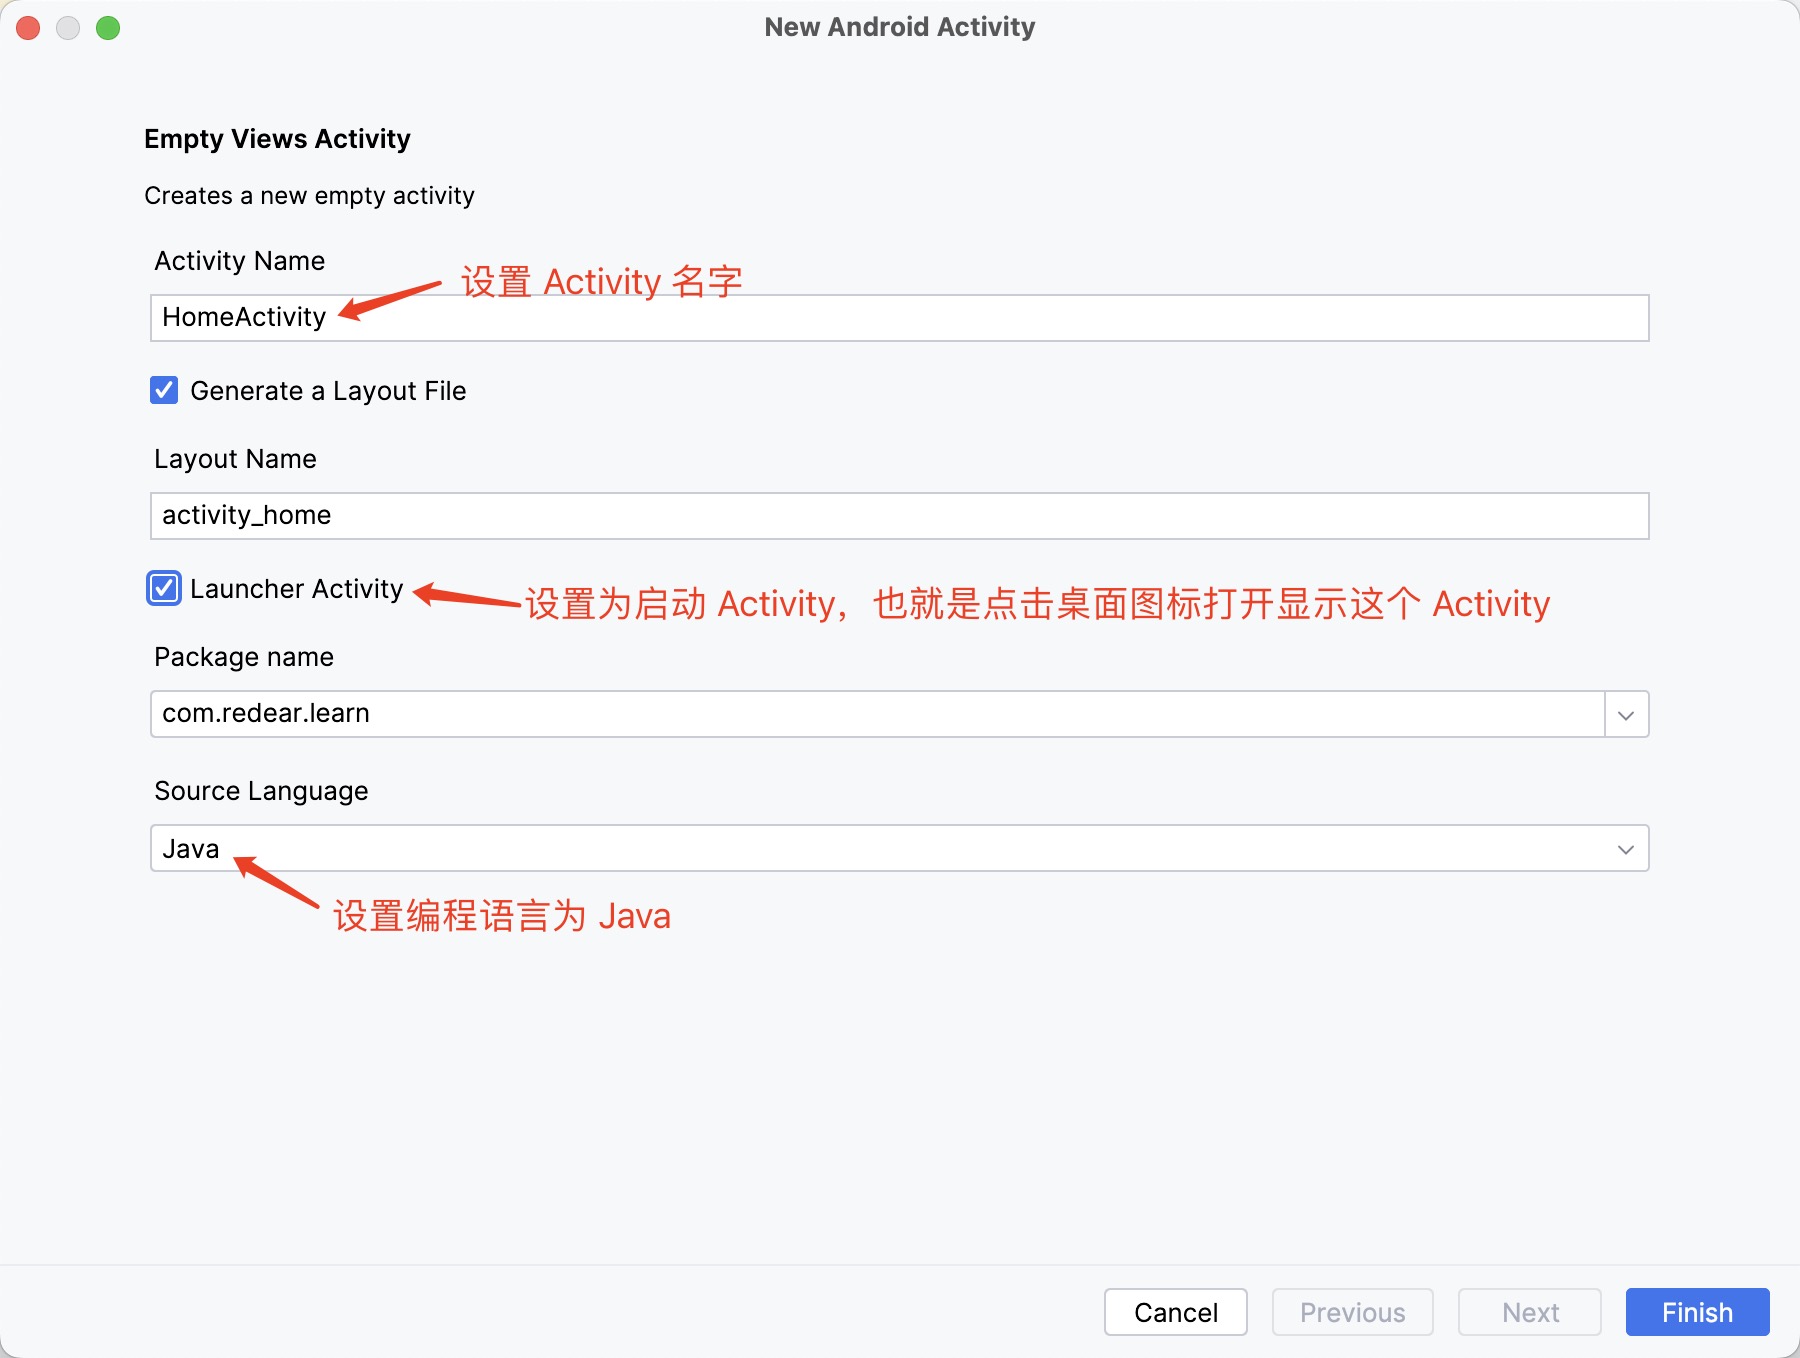 New Android Activity
Empty Views Activity
Creates a new empty activity
Activity Name
设置 Activity 名字
HomeActivity
Generate a Layout File
Layout Name
activity_home
Launcher Activity
设置为启动 Activity，也就是点击桌面图标打开显示这个 Activity
Package name
com.redear.learn
Source Language
Java
设置编程语言为 Java
Cancel
Previous
Next
Finish